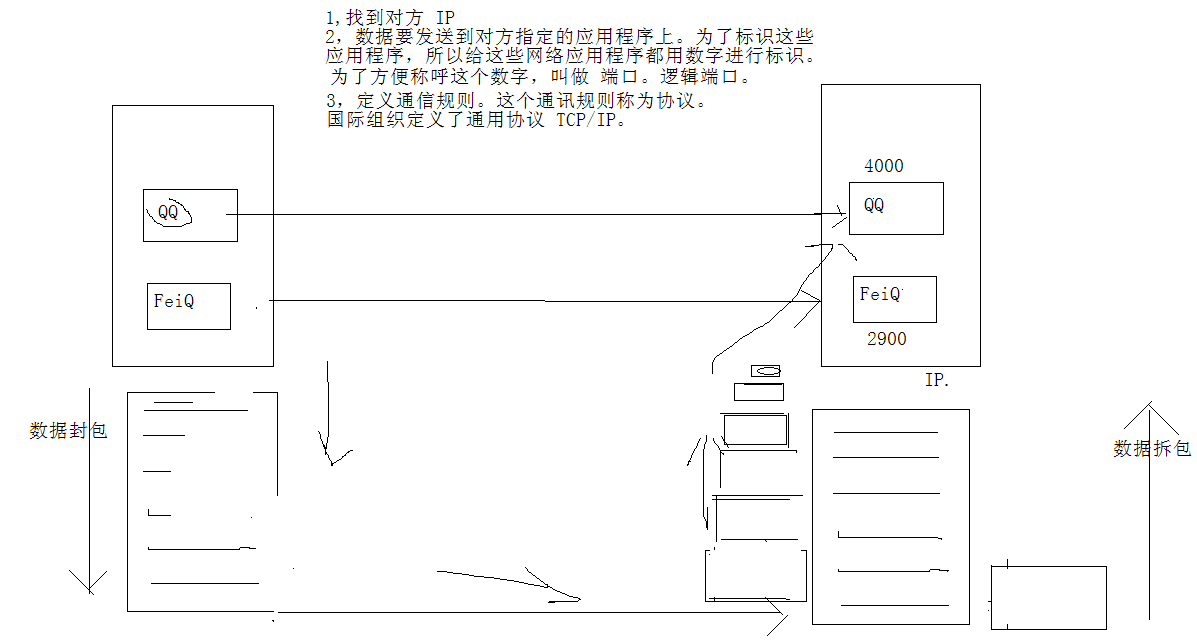 1,找到对方 IP
2，数据要发送到对方指定的应用程序上。为了标识这些
应用程序，所以给这些网络应用程序都用数字进行标识。
为了方便称呼这个数字，叫做 端口。逻辑端口。
3，定义通信规则。这个通讯规则称为协议。
国际组织定义了通用协议 TCP/IP。
4000
QQ
QQ
FeiQ
FeiQ
2900
IP.
数据封包
数据拆包